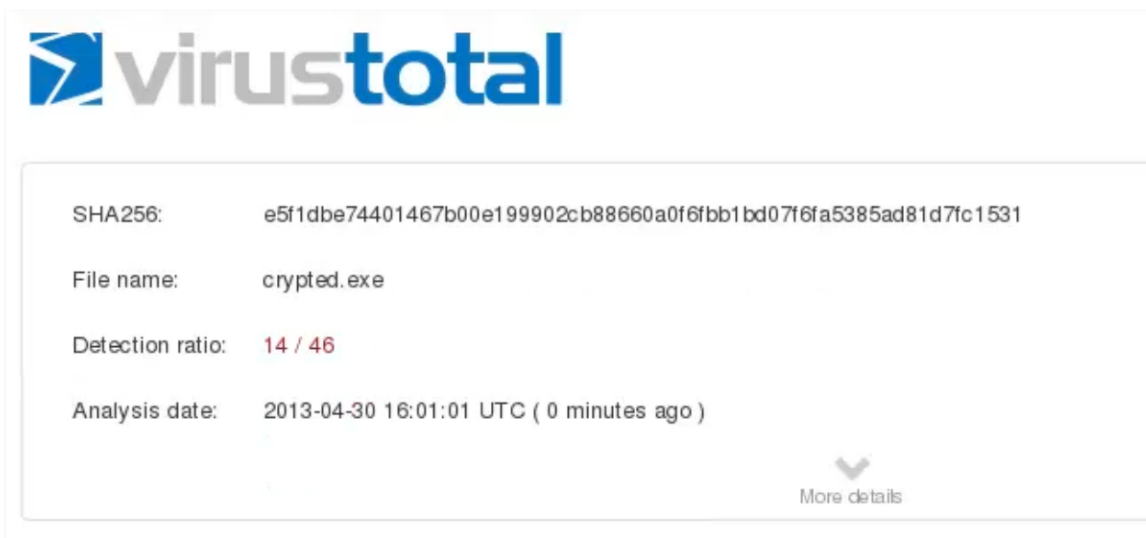 virustotal
SHA256: e5f1dbe74401467b00e199902cb88660a0f6fbb1bd07f6fa5385ad81d7fc1531
File name: crypted.exe
Detection ratio: 14 / 46
Analysis date: 2013-04-30 16:01:01 UTC ( 0 minutes ago )
More details